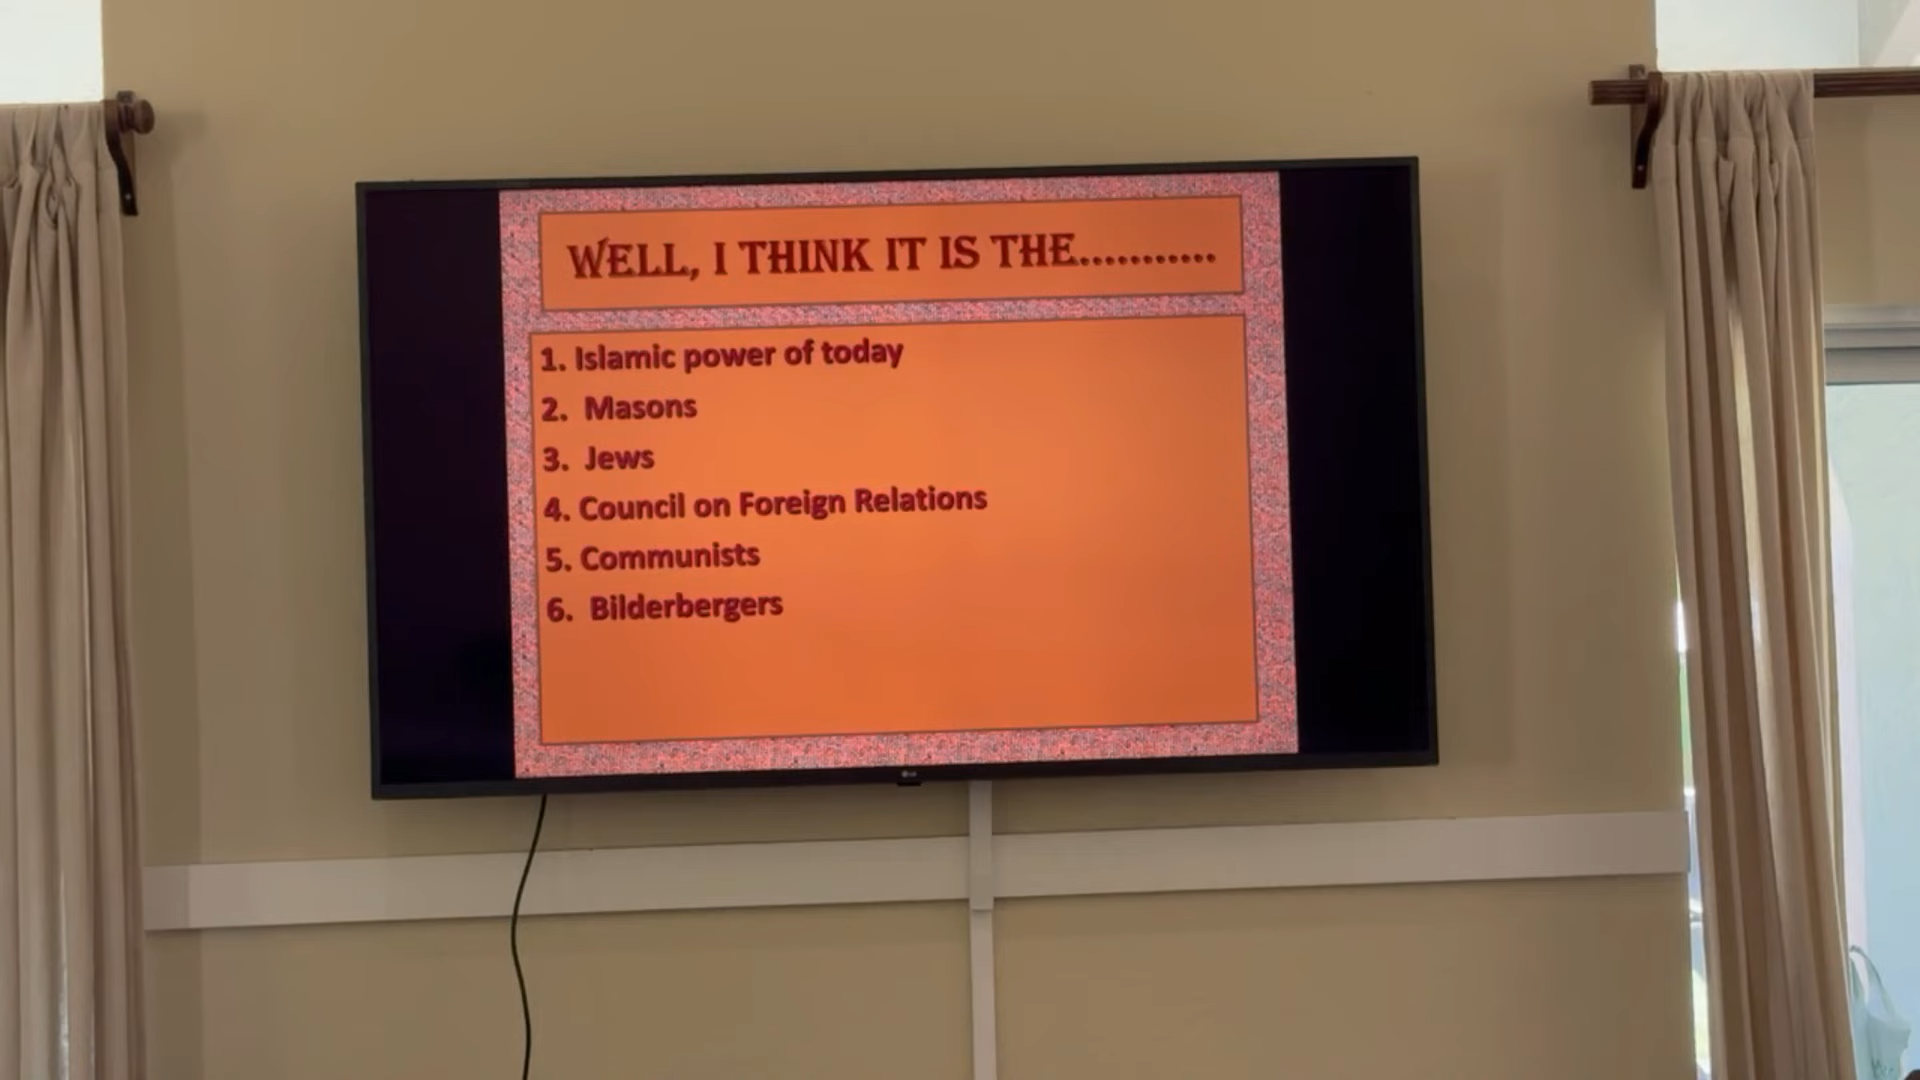 WELL, I THINK IT IS THE...........
1. Islamic power of today
2. Masons
3. Jews
4. Council on Foreign Relations
5. Communists
6. Bilderbergers
LG